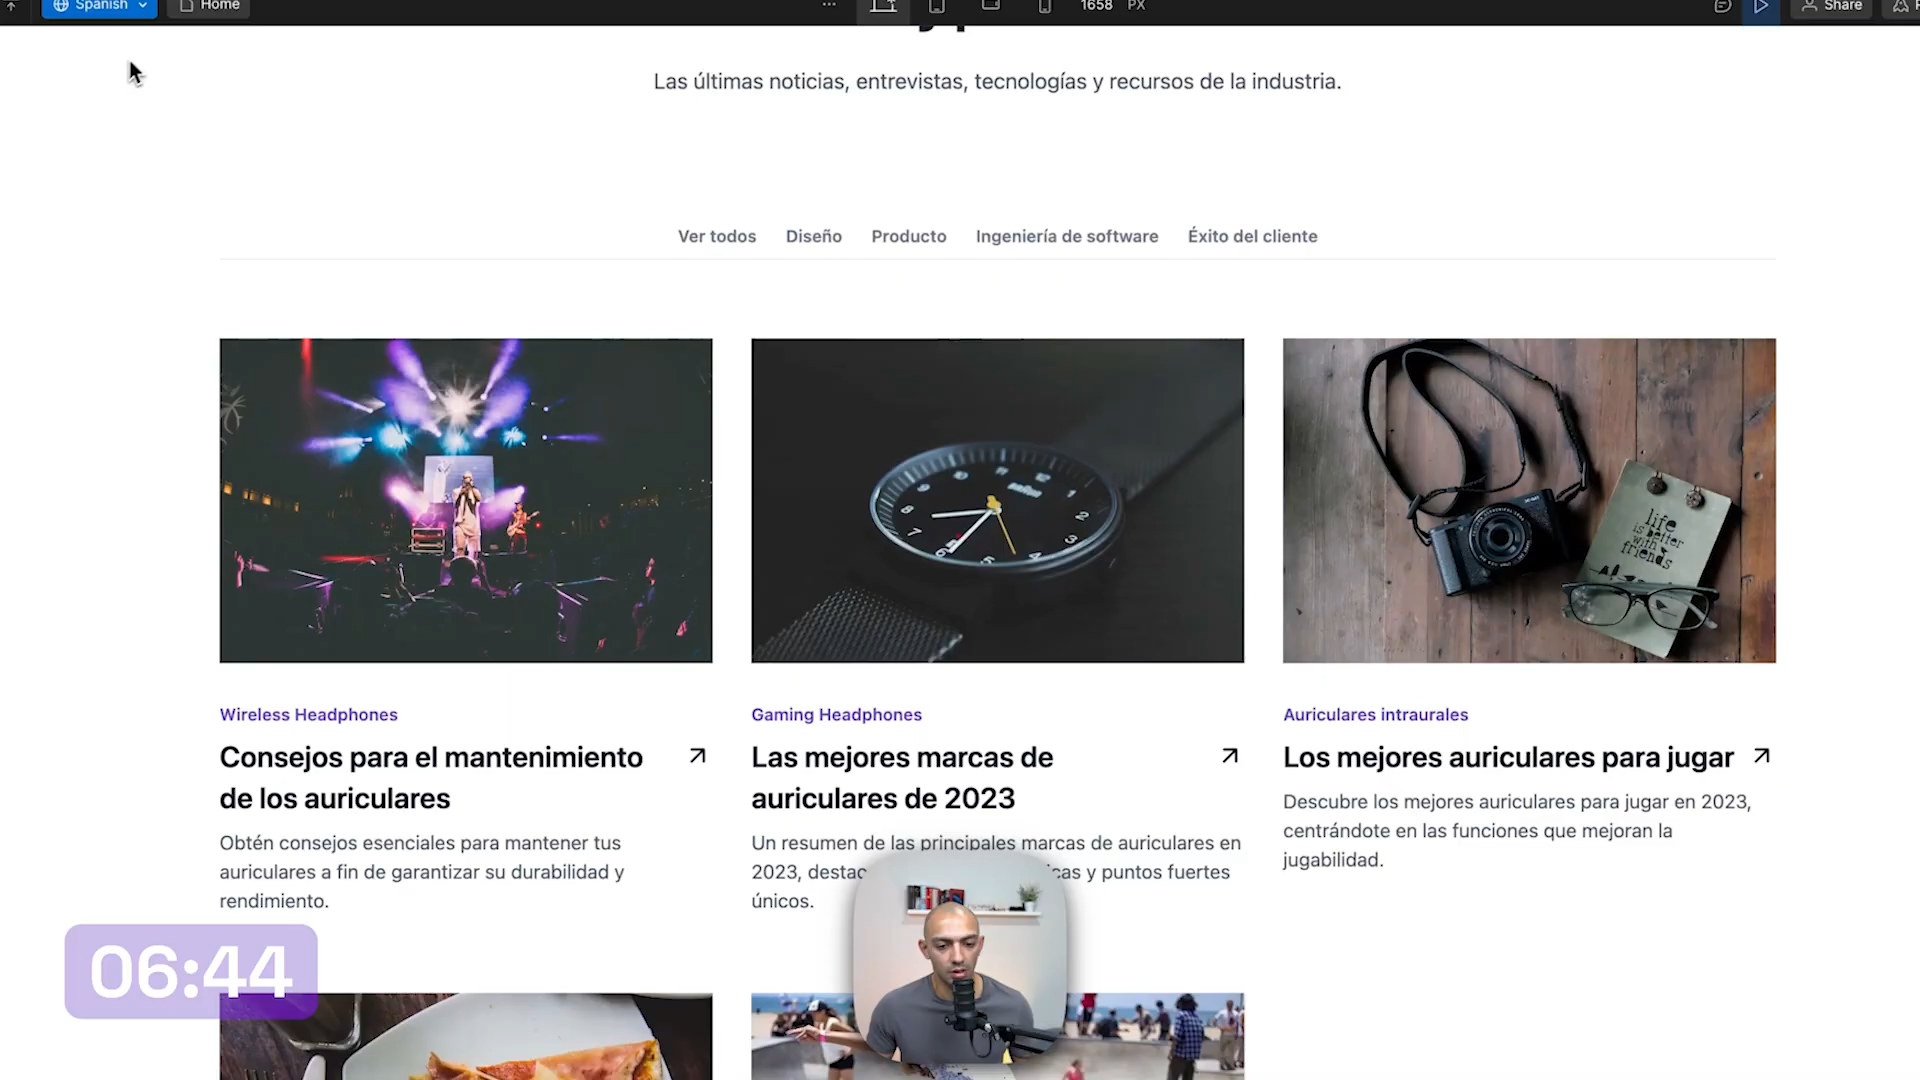 Spanish
Home
1658 PX
Share
Las últimas noticias, entrevistas, tecnologías y recursos de la industria.
Ver todos
Diseño
Producto
Ingeniería de software
Éxito del cliente
life
is better
with
friends
Wireless Headphones
Consejos para el mantenimiento
de los auriculares
Obtén consejos esenciales para mantener tus
auriculares a fin de garantizar su durabilidad y
rendimiento.
Gaming Headphones
Las mejores marcas de
auriculares de 2023
Un resumen de las principales marcas de auriculares en
2023, destac cas y puntos fuertes
únicos.
Auriculares intraurales
Los mejores auriculares para jugar
Descubre los mejores auriculares para jugar en 2023,
centrándote en las funciones que mejoran la
jugabilidad.
06:44